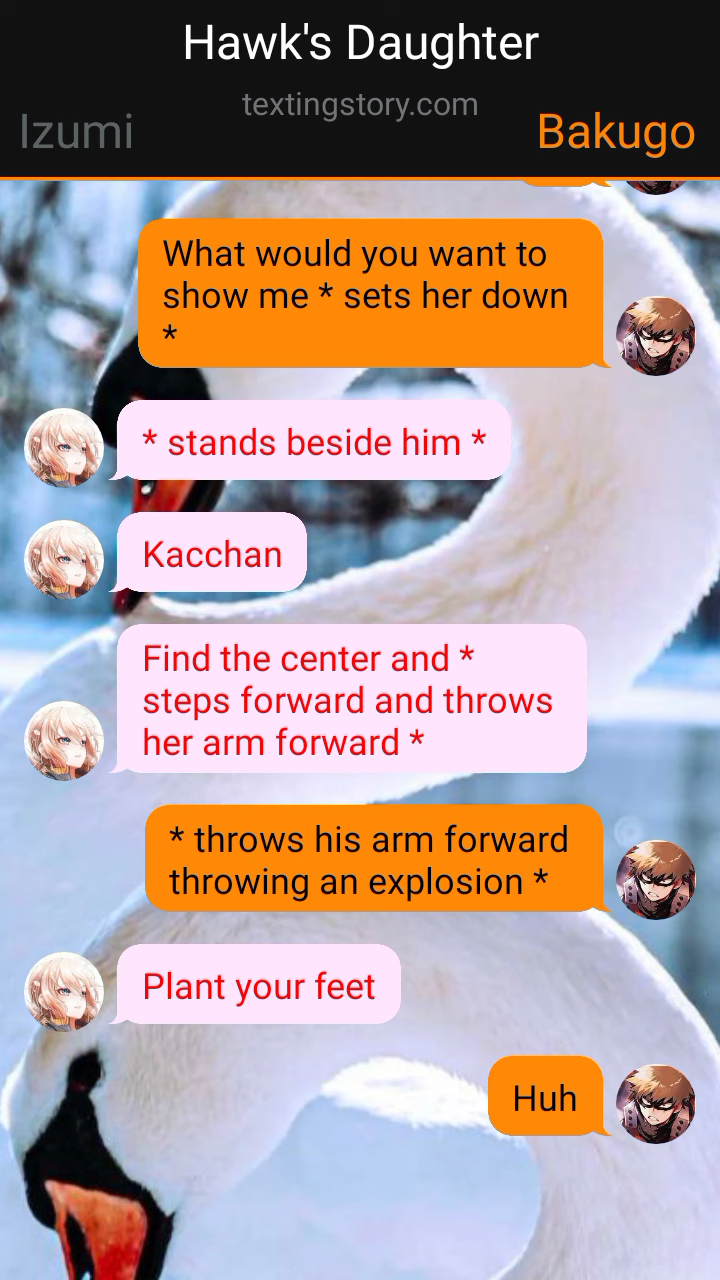 Hawk's Daughter
textingstory.com
Izumi
Bakugo
What would you want to
show me * sets her down
*
* stands beside him *
Kacchan
Find the center and *
steps forward and throws
her arm forward *
* throws his arm forward
throwing an explosion *
Plant your feet
Huh